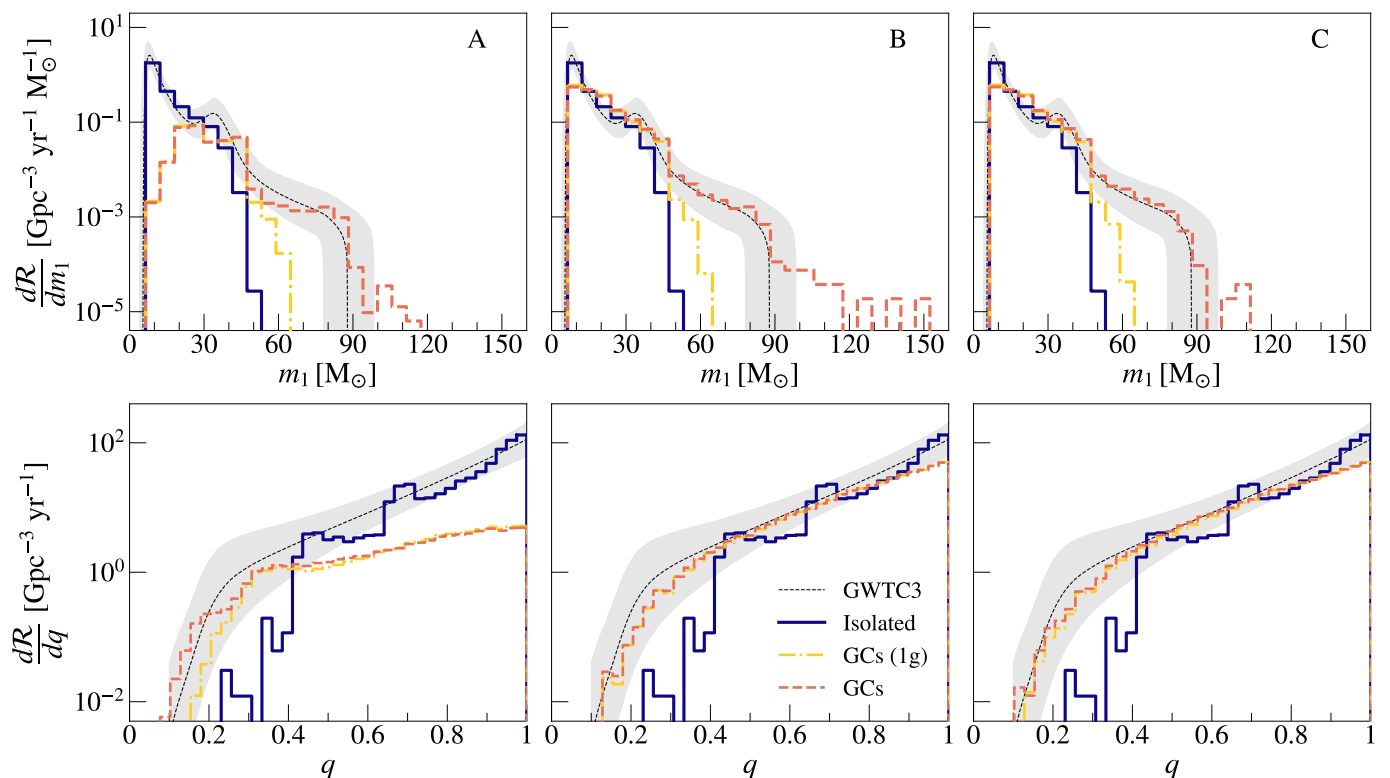 A
B
C
10¹
10⁻¹
10⁻³
10⁻⁵
dR/dm₁ [Gpc⁻³ yr⁻¹ M⊙⁻¹]
0 30 60 90 120 150
0 30 60 90 120 150
0 30 60 90 120 150
m₁ [M⊙]
m₁ [M⊙]
m₁ [M⊙]
10²
10⁰
10⁻²
dR/dq [Gpc⁻³ yr⁻¹]
GWTC3
Isolated
GCs (1g)
GCs
0 0.2 0.4 0.6 0.8 1
0 0.2 0.4 0.6 0.8 1
0 0.2 0.4 0.6 0.8 1
q
q
q